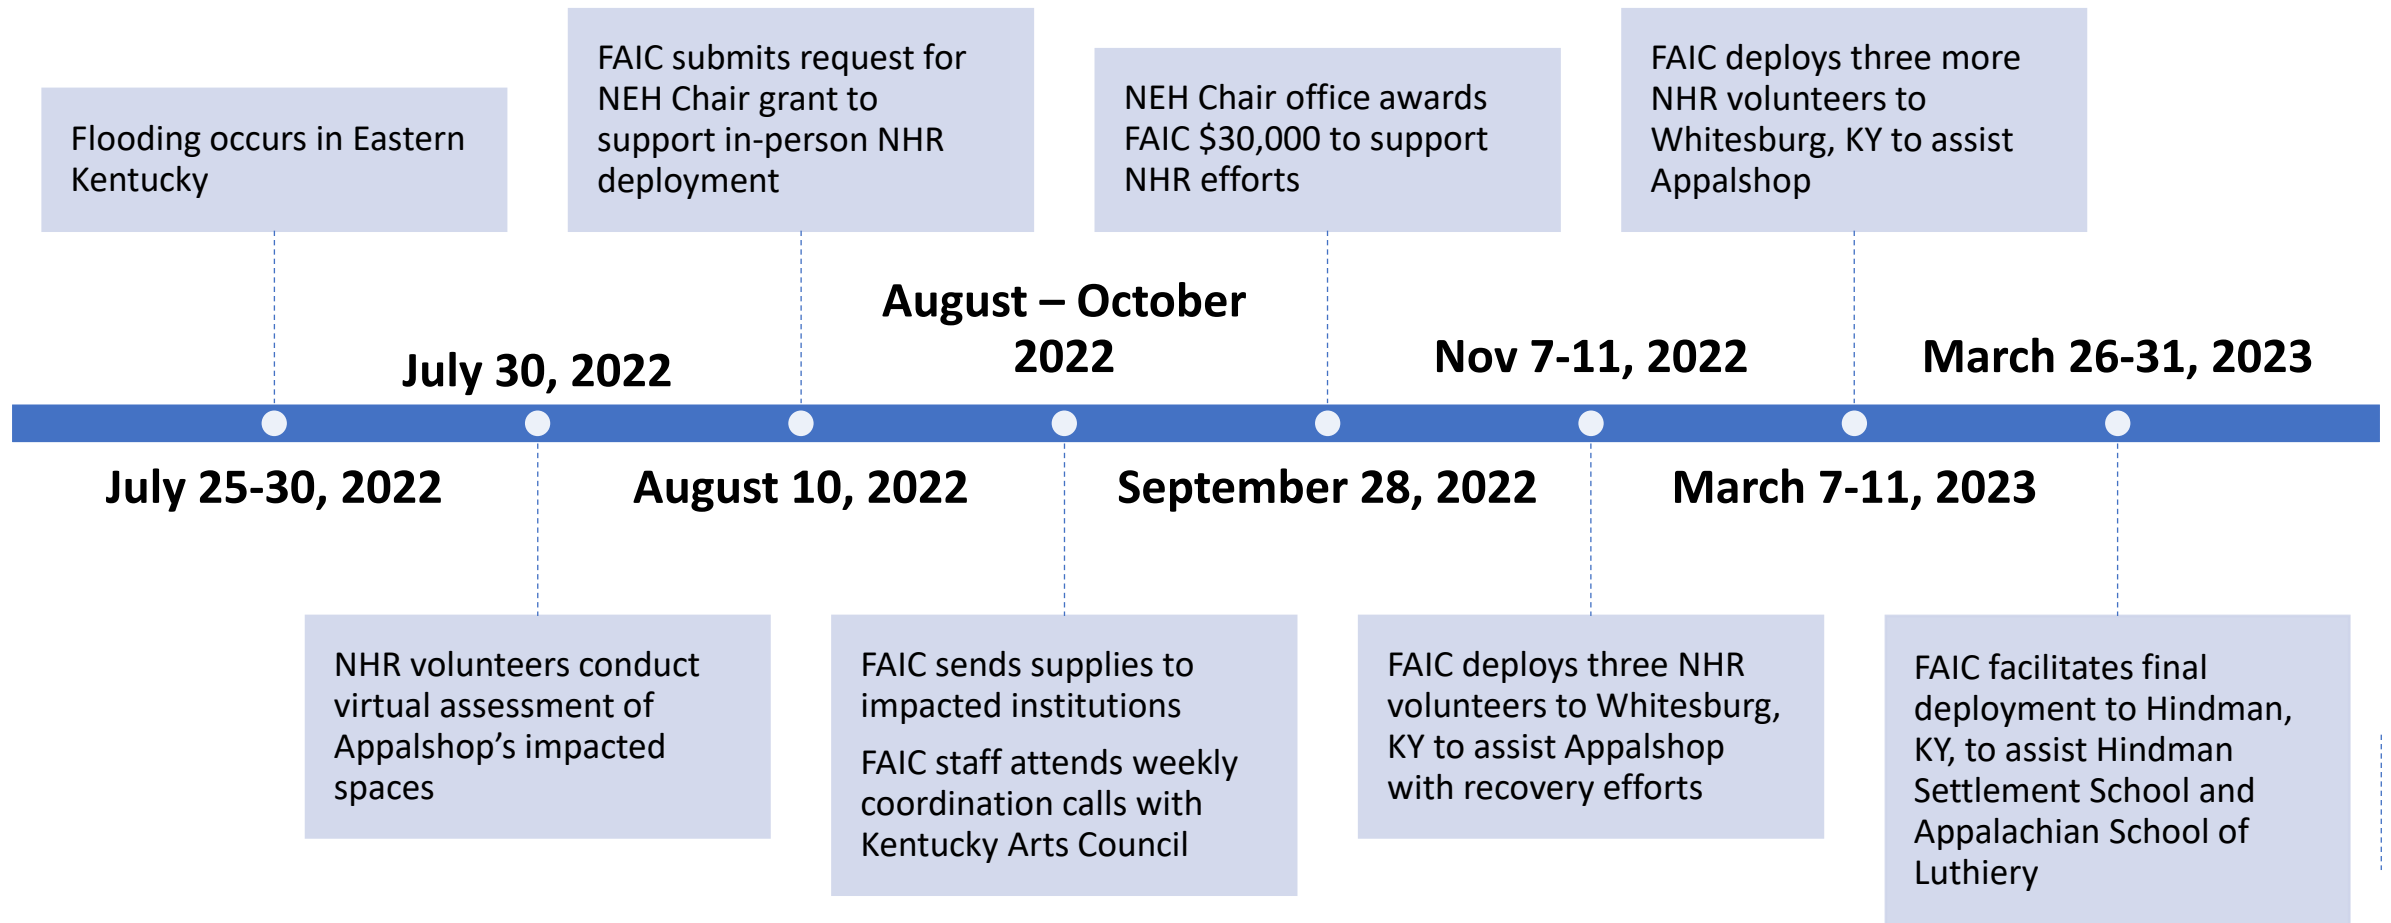 Flooding occurs in Eastern
Kentucky
July 25-30, 2022
July 30, 2022
NHR volunteers conduct
virtual assessment of
Appalshop’s impacted
spaces
FAIC submits request for
NEH Chair grant to
support in-person NHR
deployment
August 10, 2022
August – October
2022
FAIC sends supplies to
impacted institutions
FAIC staff attends weekly
coordination calls with
Kentucky Arts Council
NEH Chair office awards
FAIC $30,000 to support
NHR efforts
September 28, 2022
Nov 7-11, 2022
FAIC deploys three NHR
volunteers to Whitesburg,
KY to assist Appalshop
with recovery efforts
FAIC deploys three more
NHR volunteers to
Whitesburg, KY to assist
Appalshop
March 7-11, 2023
March 26-31, 2023
FAIC facilitates final
deployment to Hindman,
KY, to assist Hindman
Settlement School and
Appalachian School of
Luthiery